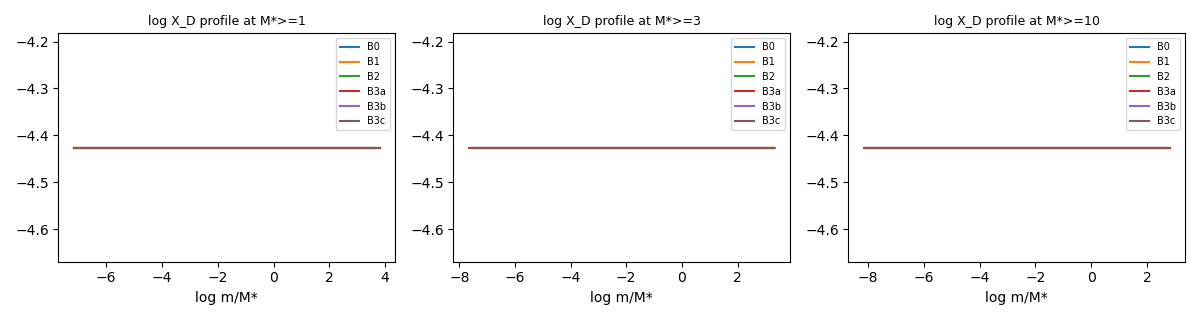 log X_D profile at M*>=1
−4.2
−4.3
−4.4
−4.5
−4.6
B0
B1
B2
B3a
B3b
B3c
−6 −4 −2 0 2 4
log m/M*
log X_D profile at M*>=3
−4.2
−4.3
−4.4
−4.5
−4.6
B0
B1
B2
B3a
B3b
B3c
−8 −6 −4 −2 0 2
log m/M*
log X_D profile at M*>=10
−4.2
−4.3
−4.4
−4.5
−4.6
B0
B1
B2
B3a
B3b
B3c
−8 −6 −4 −2 0 2
log m/M*